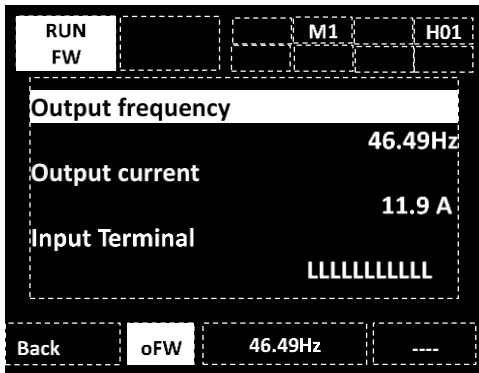 RUN
FW
M1
H01
Output frequency
46.49Hz
Output current
11.9 A
Input Terminal
LLLLLLLLLLL
Back
oFW
46.49Hz
----